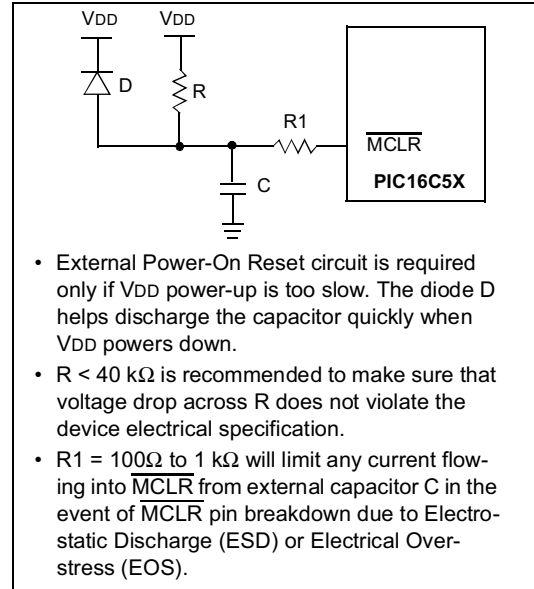 VDD VDD
D
R
R1
MCLR
C
PIC16C5X
• External Power-On Reset circuit is required
only if VDD power-up is too slow. The diode D
helps discharge the capacitor quickly when
VDD powers down.
• R < 40 kΩ is recommended to make sure that
voltage drop across R does not violate the
device electrical specification.
• R1 = 100Ω to 1 kΩ will limit any current flow-
ing into MCLR from external capacitor C in the
event of MCLR pin breakdown due to Electro-
static Discharge (ESD) or Electrical Over-
stress (EOS).